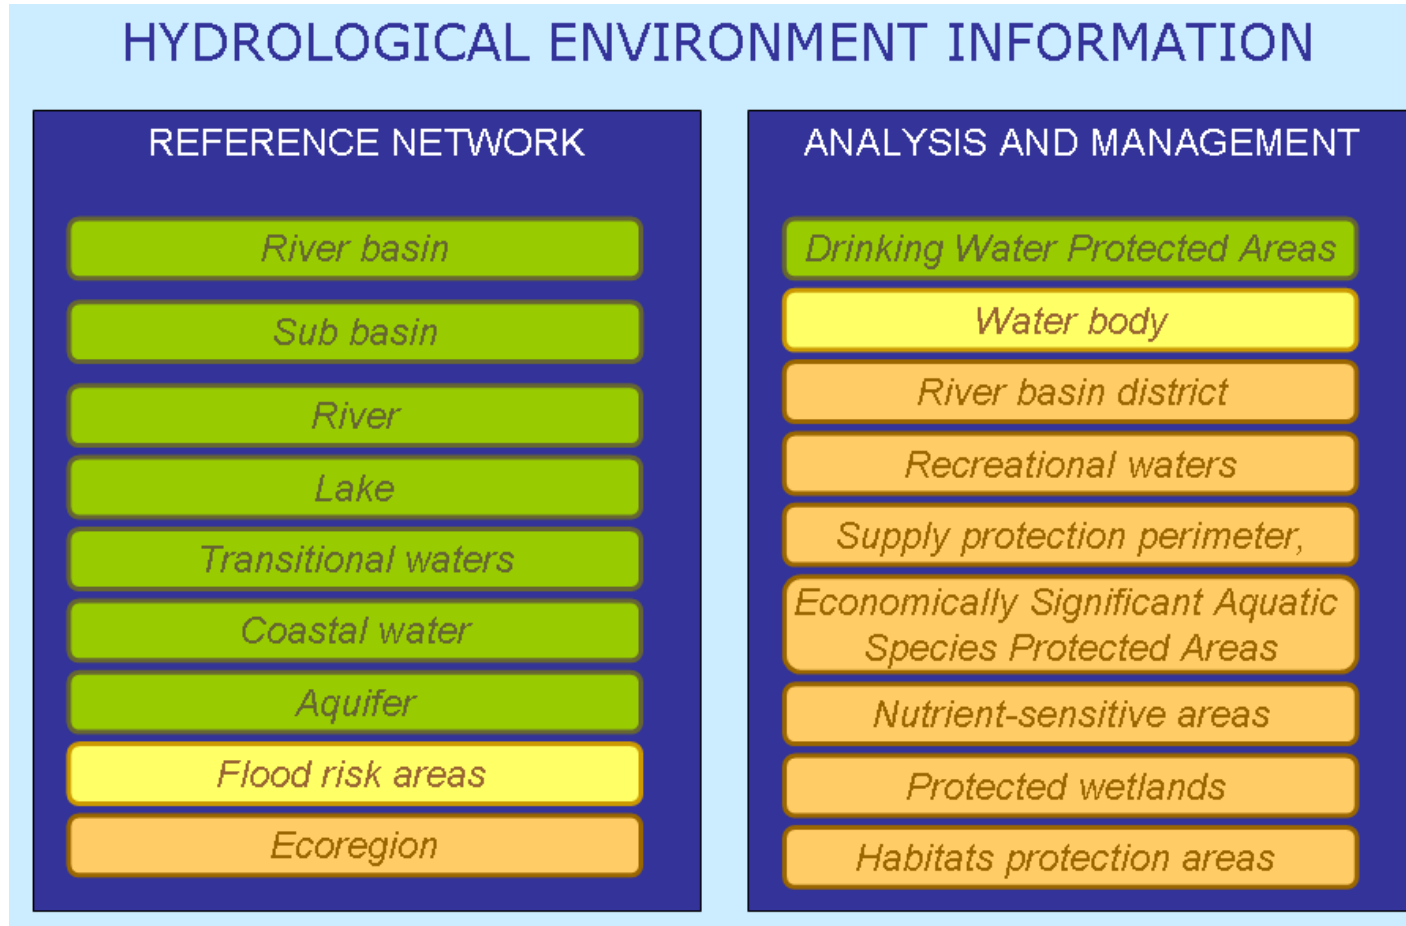 HYDROLOGICAL ENVIRONMENT INFORMATION
REFERENCE NETWORK
River basin
Sub basin
River
Lake
Transitional waters
Coastal water
Aquifer
Flood risk areas
Ecoregion
ANALYSIS AND MANAGEMENT
Drinking Water Protected Areas
Water body
River basin district
Recreational waters
Supply protection perimeter,
Economically Significant Aquatic
Species Protected Areas
Nutrient-sensitive areas
Protected wetlands
Habitats protection areas